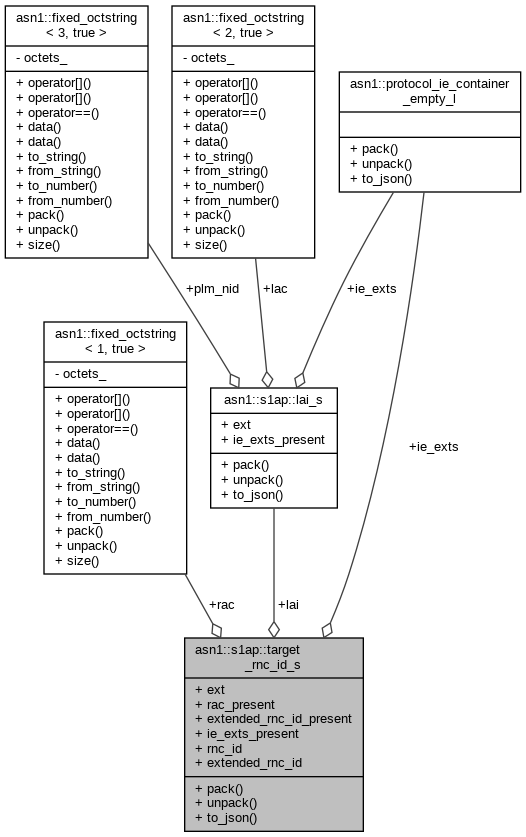 asn1::fixed_octstring
< 3, true >
- octets_
+ operator[]()
+ operator[]()
+ operator==()
+ data()
+ data()
+ to_string()
+ from_string()
+ to_number()
+ from_number()
+ pack()
+ unpack()
+ size()
asn1::fixed_octstring
< 2, true >
- octets_
+ operator[]()
+ operator[]()
+ operator==()
+ data()
+ data()
+ to_string()
+ from_string()
+ to_number()
+ from_number()
+ pack()
+ unpack()
+ size()
asn1::protocol_ie_container
_empty_l
+ pack()
+ unpack()
+ to_json()
+plm_nid
+lac
+ie_exts
asn1::fixed_octstring
< 1, true >
- octets_
+ operator[]()
+ operator[]()
+ operator==()
+ data()
+ data()
+ to_string()
+ from_string()
+ to_number()
+ from_number()
+ pack()
+ unpack()
+ size()
asn1::s1ap::lai_s
+ ext
+ ie_exts_present
+ pack()
+ unpack()
+ to_json()
+ie_exts
+rac
+lai
asn1::s1ap::target
_rnc_id_s
+ ext
+ rac_present
+ extended_rnc_id_present
+ ie_exts_present
+ rnc_id
+ extended_rnc_id
+ pack()
+ unpack()
+ to_json()